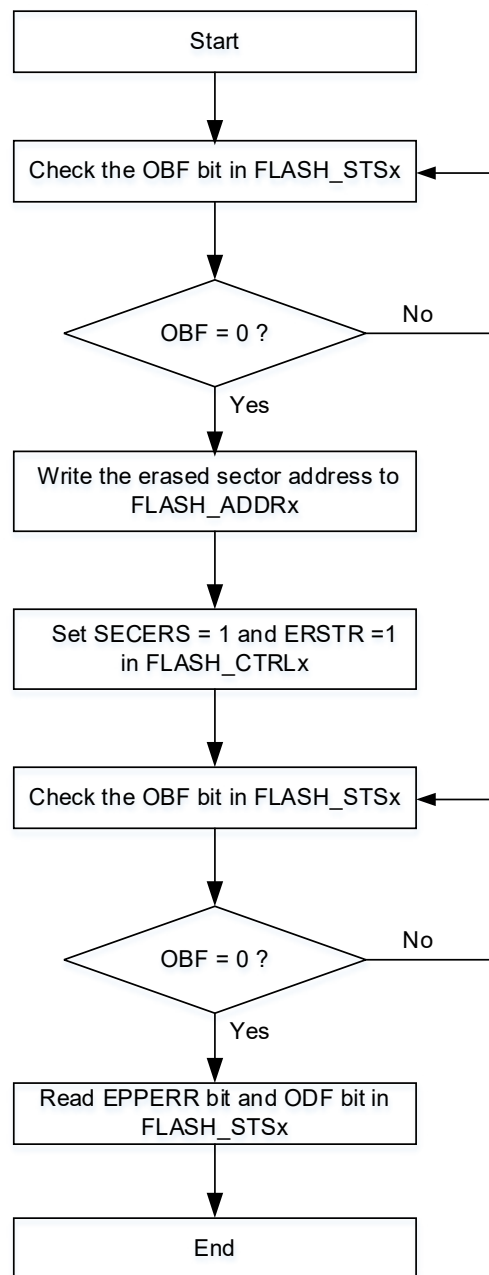 Start
Check the OBF bit in FLASH_STSx
OBF = 0 ?
No
Yes
Write the erased sector address to
FLASH_ADDRx
Set SECERS = 1 and ERSTR =1
in FLASH_CTRLx
Check the OBF bit in FLASH_STSx
OBF = 0 ?
No
Yes
Read EPPERR bit and ODF bit in
FLASH_STSx
End